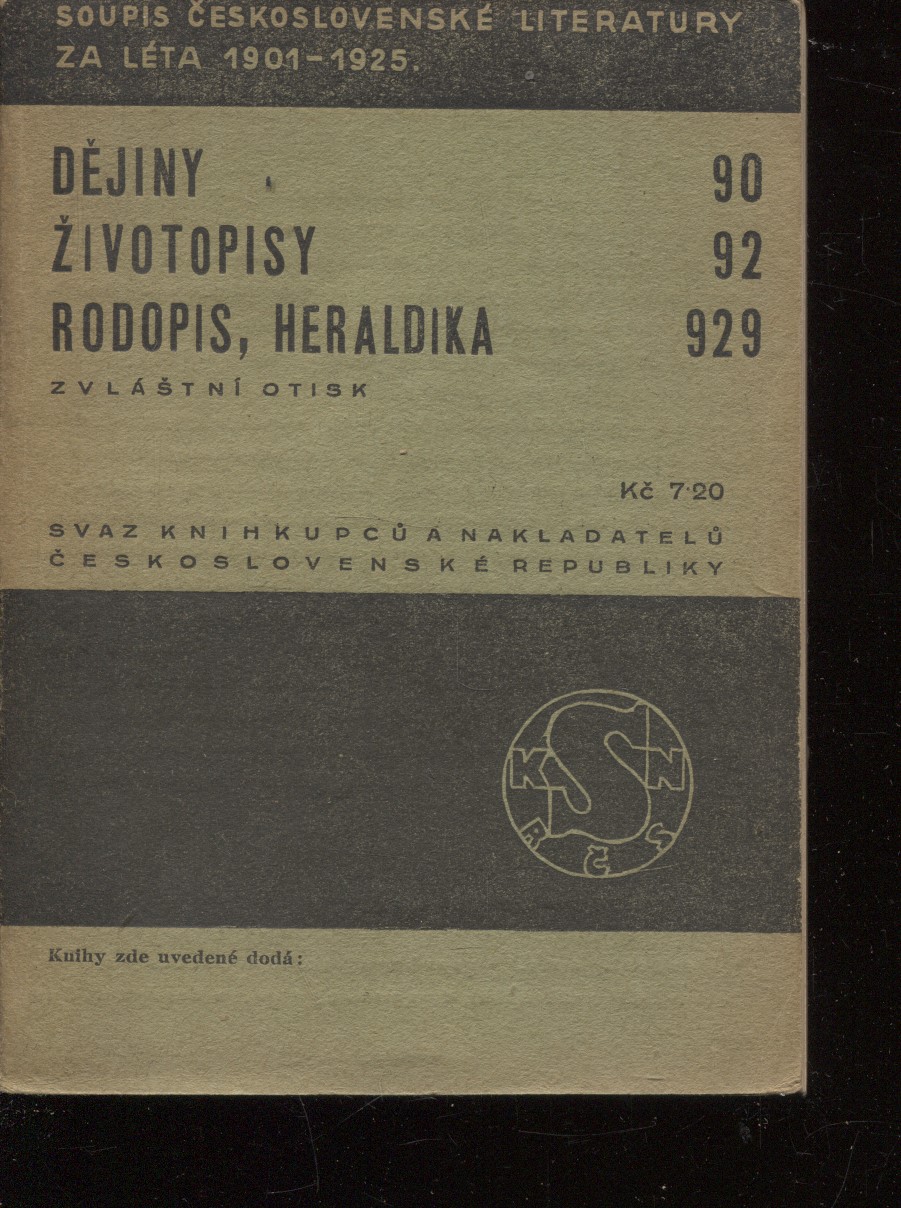 SOUPIS ČESKOSLOVENSKÉ LITERATURY
ZA LÉTA 1901-1925.
DĚJINY 90
ŽIVOTOPISY 92
RODOPIS, HERALDIKA 929
ZVLÁŠTNÍ OTISK
Kč 7·20
SVAZ KNIHKUPCŮ A NAKLADATELŮ
ČESKOSLOVENSKÉ REPUBLIKY
K S N
R Č S
Knihy zde uvedené dodá: